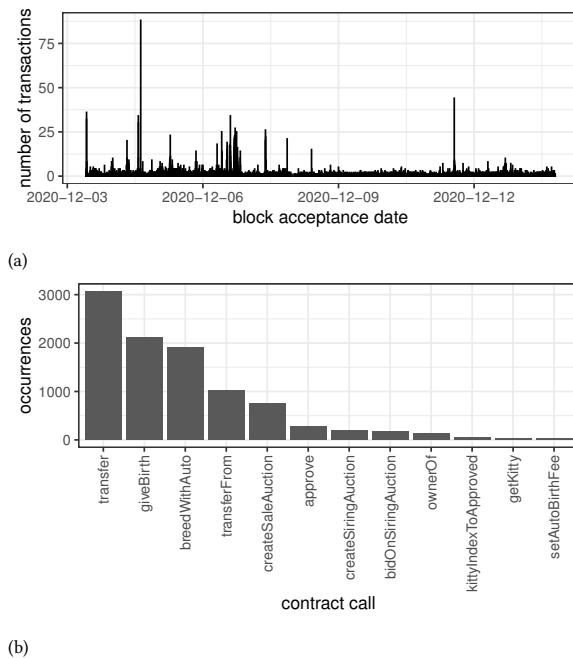 number of transactions
75
50
25
0
2020−12−03
2020−12−06
2020−12−09
2020−12−12
block acceptance date
(a)
occurrences
3000
2000
1000
0
transfer
giveBirth
breedWithAuto
transferFrom
createSaleAuction
approve
createSiringAuction
bidOnSiringAuction
ownerOf
kittyIndexToApproved
getKitty
setAutoBirthFee
contract call
(b)